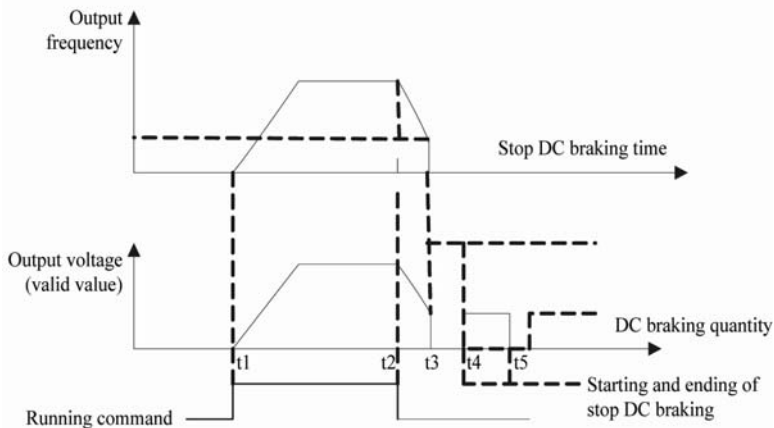 Output
frequency
Stop DC braking time
Output voltage
(valid value)
DC braking quantity
t1
t2
t3
t4
t5
Starting and ending of
stop DC braking
Running command